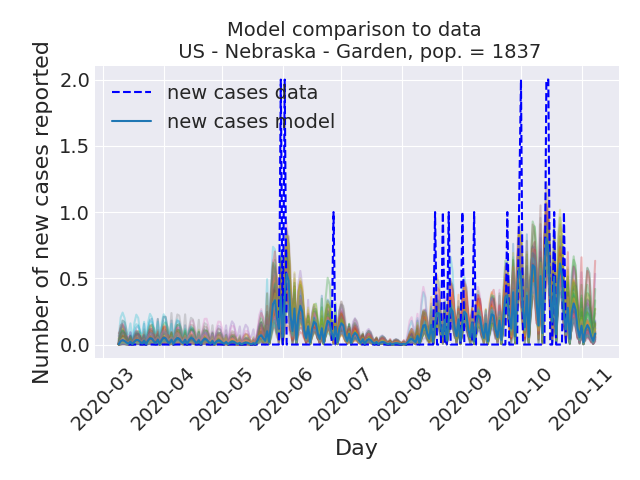 Model comparison to data
US - Nebraska - Garden, pop. = 1837
Number of new cases reported
2.0
1.5
1.0
0.5
0.0
new cases data
new cases model
2020-03
2020-04
2020-05
2020-06
2020-07
2020-08
2020-09
2020-10
2020-11
Day